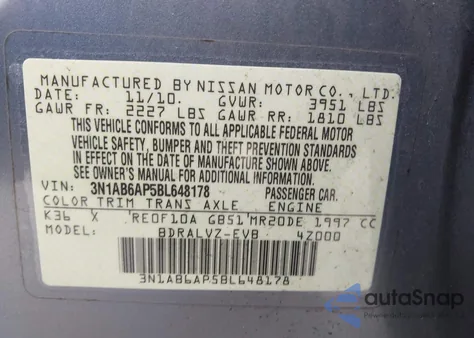 MANUFACTURED BY NISSAN MOTOR CO., LTD.
DATE: 11/10. GVWR: 3951 LBS
GAWR FR: 2227 LBS GAWR RR: 1810 LBS
THIS VEHICLE CONFORMS TO ALL APPLICABLE FEDERAL MOTOR
VEHICLE SAFETY, BUMPER AND THEFT PREVENTION STANDARDS
IN EFFECT ON THE DATE OF MANUFACTURE SHOWN ABOVE.
SEE OWNER'S MANUAL FOR ADDITIONAL INFORMATION.
VIN: 3N1AB6AP5BL648178 PASSENGER CAR
COLOR TRIM TRANS AXLE ENGINE
K36 X RE0F10A GB51 MR20DE 1997 CC
BDRALVZ-EVB 4Z000
3N1AB6AP5BL648178
autoSnap